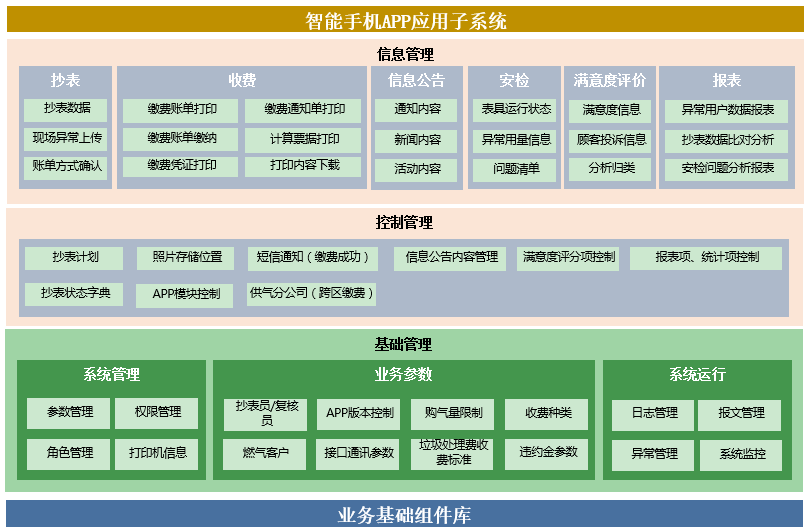 智能手机APP应用子系统
信息管理
抄表 收费 信息公告 安检 满意度评价 报表
抄表数据 缴费账单打印 缴费通知单打印 通知内容 表具运行状态 满意度信息 异常用户数据报表
现场异常上传 缴费账单缴纳 计算票据打印 新闻内容 异常用量信息 顾客投诉信息 抄表数据比对分析
账单方式确认 缴费凭证打印 打印内容下载 活动内容 问题清单 分析归类 安检问题分析报表
控制管理
抄表计划 照片存储位置 短信通知（缴费成功） 信息公告内容管理 满意度评分项控制 报表项、统计项控制
抄表状态字典 APP模块控制 供气分公司（跨区缴费）
基础管理
系统管理 业务参数 系统运行
参数管理 权限管理 抄表员/复核
员 APP版本控制 购气量限制 收费种类 日志管理 报文管理
角色管理 打印机信息 燃气客户 接口通讯参数 垃圾处理费收
费标准 违约金参数 异常管理 系统监控
业务基础组件库